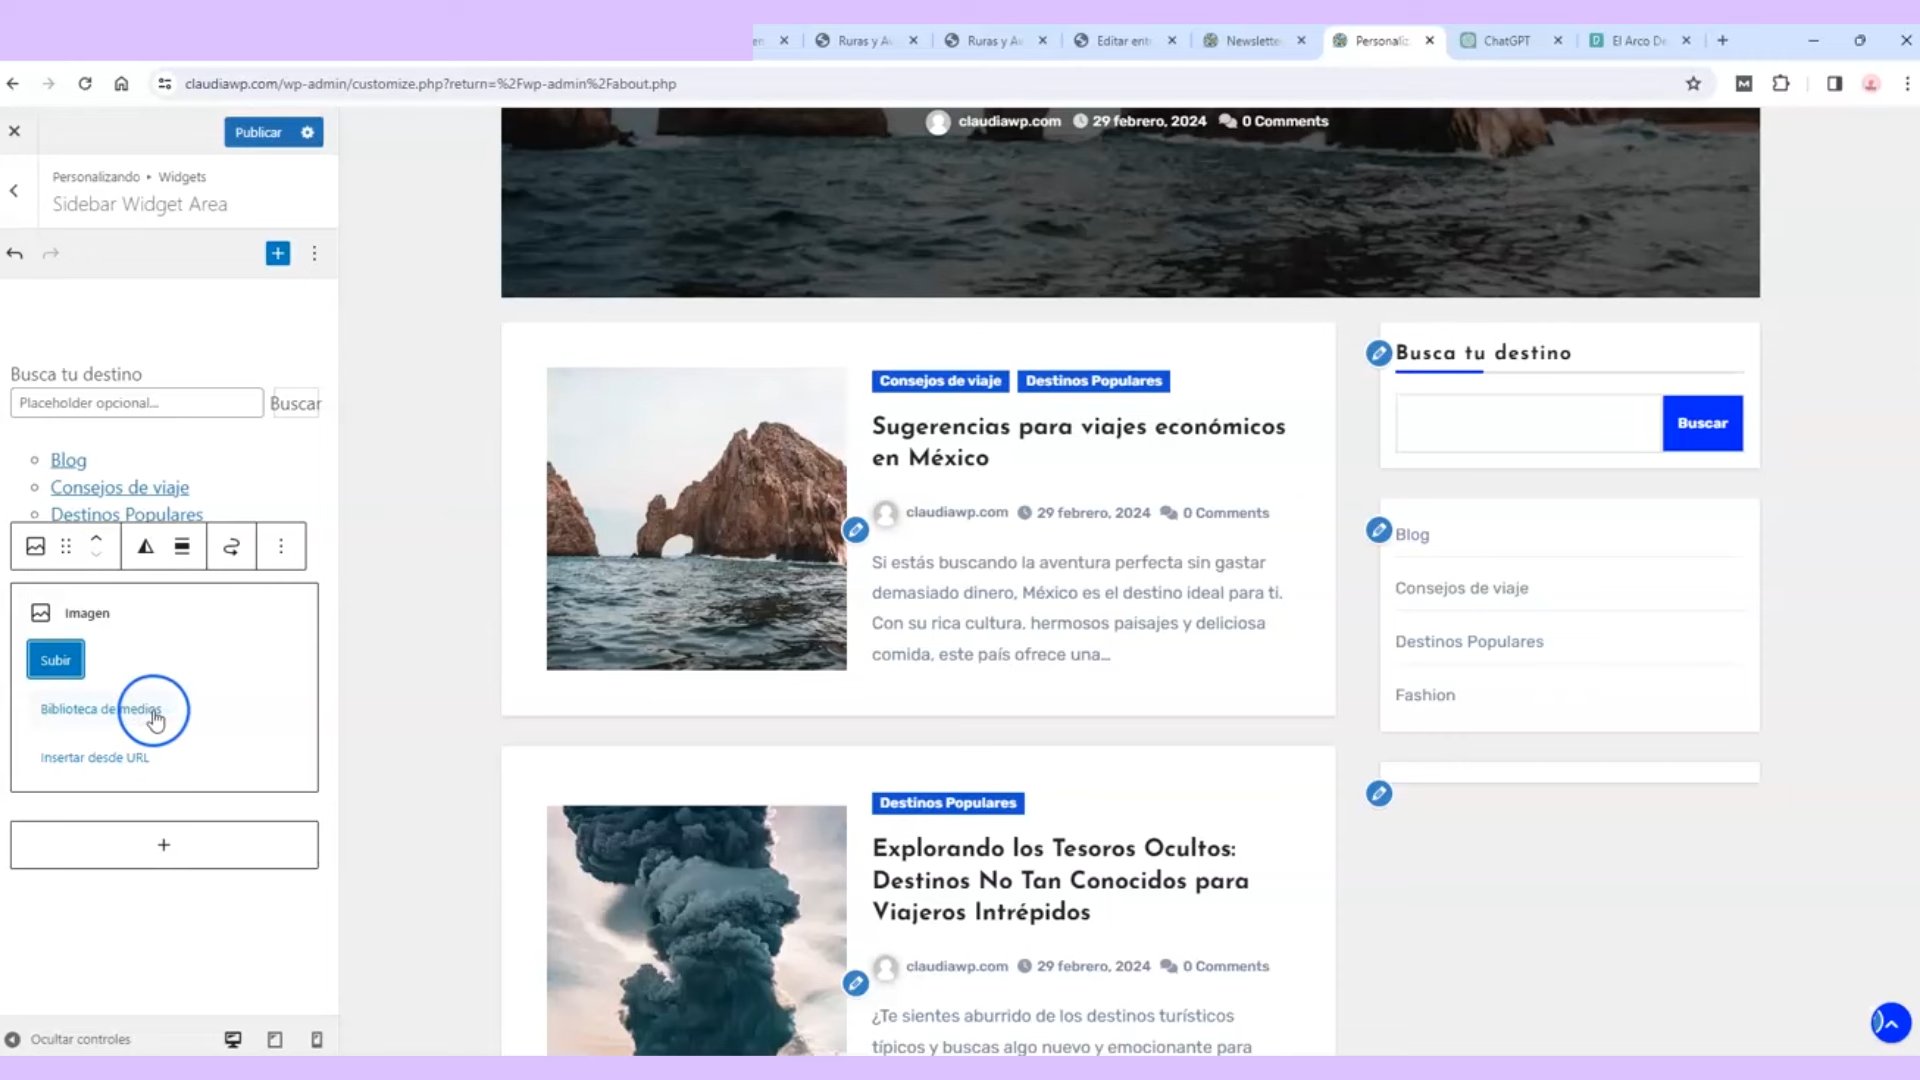 Ruras y Av
Ruras y Av
Editar ent
Newslette
Personaliz
ChatGPT
El Arco De
claudiawp.com/wp-admin/customize.php?return=%2Fwp-admin%2Fabout.php
Publicar
Personalizando ▸ Widgets
Sidebar Widget Area
Busca tu destino
Placeholder opcional...
Buscar
Blog
Consejos de viaje
Destinos Populares
Imagen
Subir
Biblioteca de medios
Insertar desde URL
Ocultar controles
claudiawp.com 29 febrero, 2024 0 Comments
Consejos de viaje Destinos Populares
Sugerencias para viajes económicos
en México
claudiawp.com 29 febrero, 2024 0 Comments
Si estás buscando la aventura perfecta sin gastar
demasiado dinero, México es el destino ideal para ti.
Con su rica cultura, hermosos paisajes y deliciosa
comida, este país ofrece una…
Destinos Populares
Explorando los Tesoros Ocultos:
Destinos No Tan Conocidos para
Viajeros Intrépidos
claudiawp.com 29 febrero, 2024 0 Comments
¿Te sientes aburrido de los destinos turísticos
típicos y buscas algo nuevo y emocionante para
Busca tu destino
Buscar
Blog
Consejos de viaje
Destinos Populares
Fashion